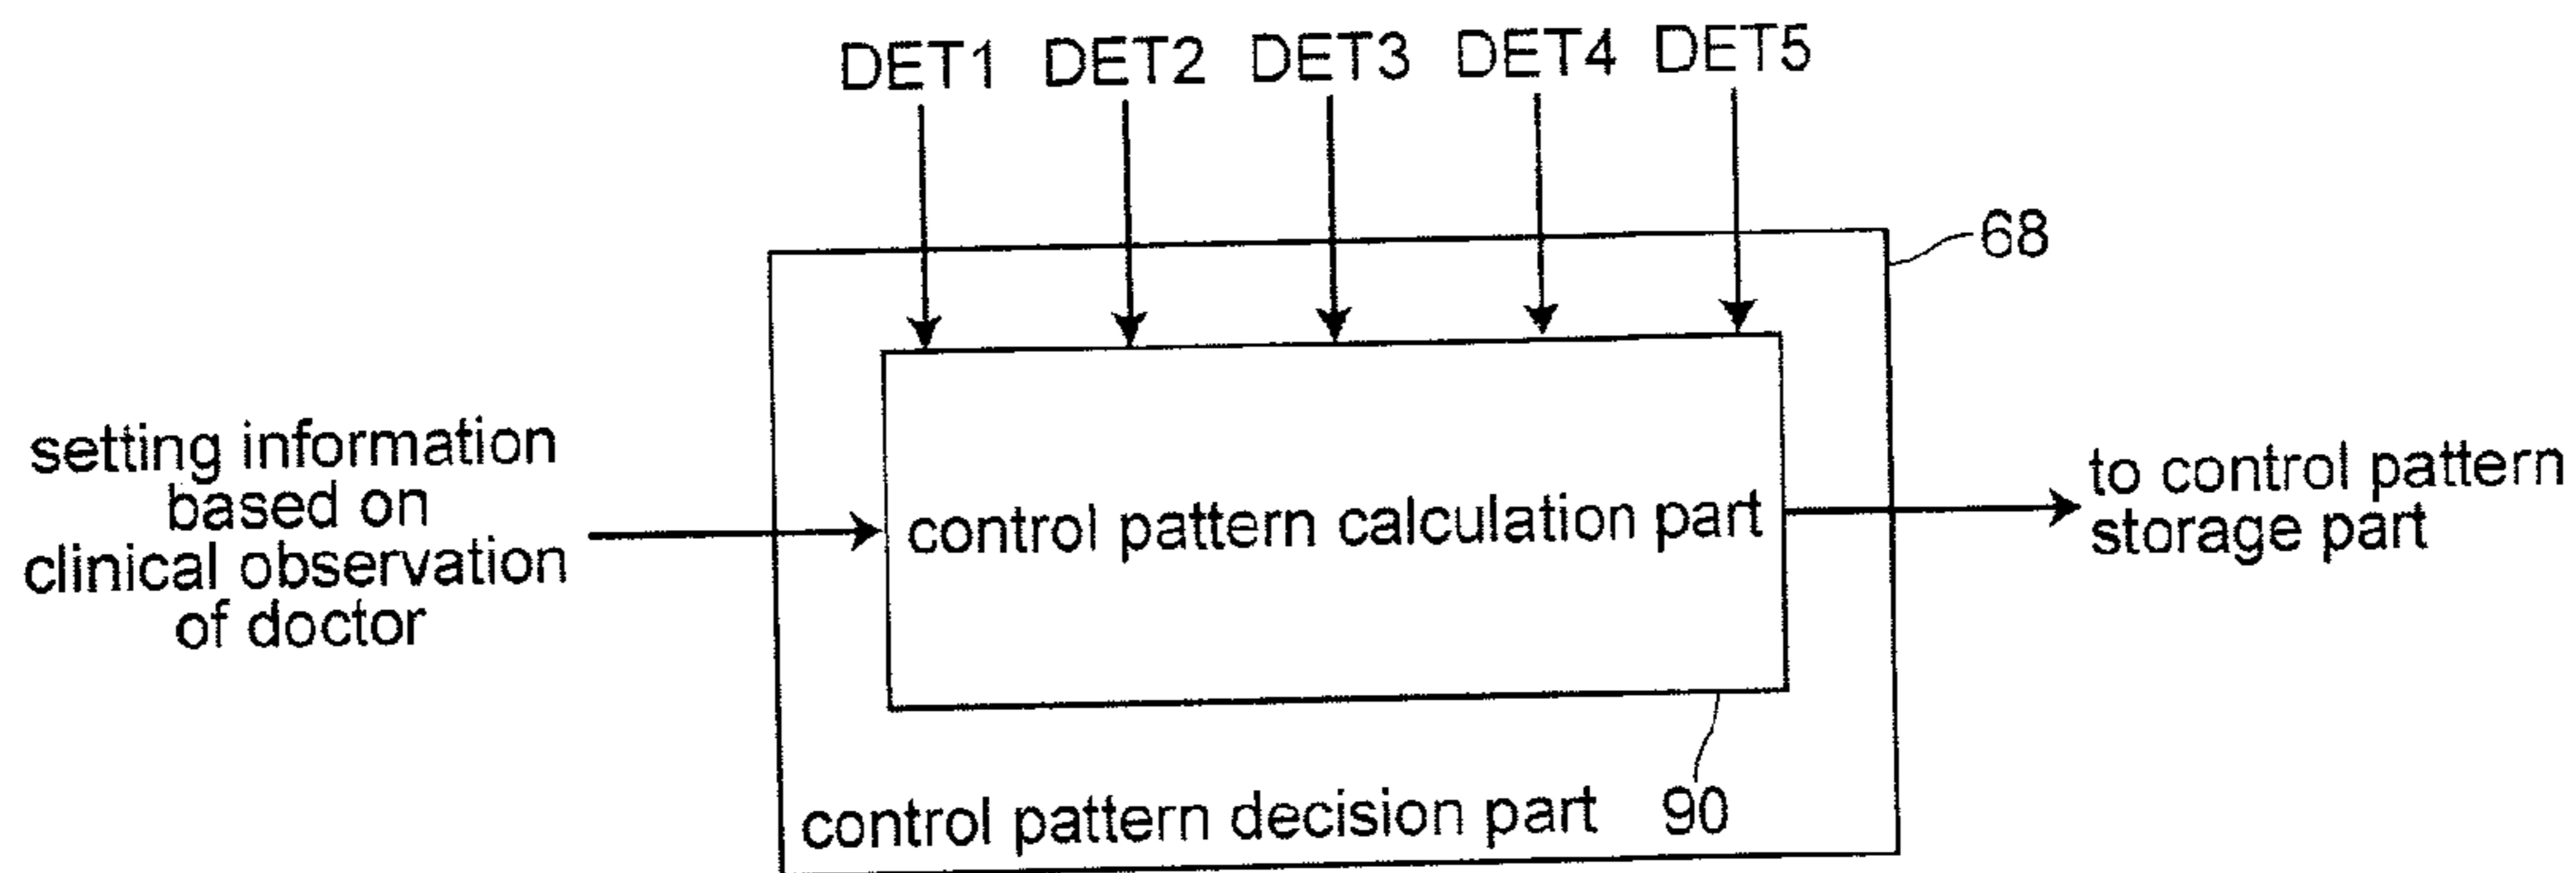 DET1 DET2 DET3 DET4 DET5
68
setting information
based on
clinical observation
of doctor
control pattern calculation part
to control pattern
storage part
control pattern decision part
90